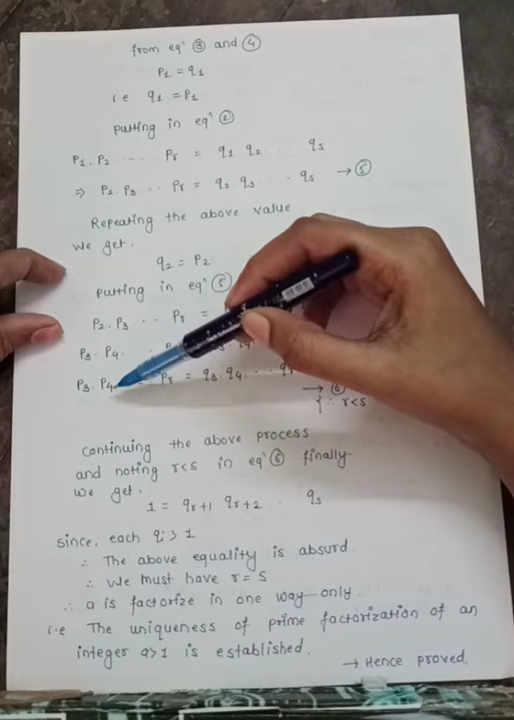 from eqⁿ ③ and ④
P₁ = q₁
i.e q₁ = P₁
putting in eqⁿ ②
P₁. P₂ ...... Pr = q₁ q₂ ... qs
⇒ P₂. P₃ ... Pr = q₂ q₃ ... qs → ⑤
Repeating the above value
we get.
q₂ = P₂
putting in eqⁿ ⑤
P₂. P₃ ... Pr =
P₃. P₄.
P₃. P₄ Pr = q₃. q₄. ...
→ ⑥
{∴ r<s
Continuing the above process
and noting r<s in eqⁿ ⑥ finally
we get.
1 = qr+1 qr+2 . qs
since, each qi > 1
∴ The above equality is absurd.
∴ we must have r = s
∴ a is factorize in one way only.
i.e The uniqueness of prime factorization of an
integer a>1 is established.
→ Hence proved.